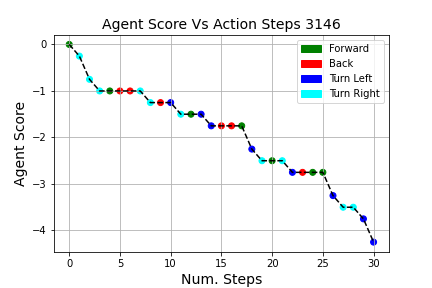 Agent Score Vs Action Steps 3146
Forward
Back
Turn Left
Turn Right
Agent Score
0
−1
−2
−3
−4
0 5 10 15 20 25 30
Num. Steps